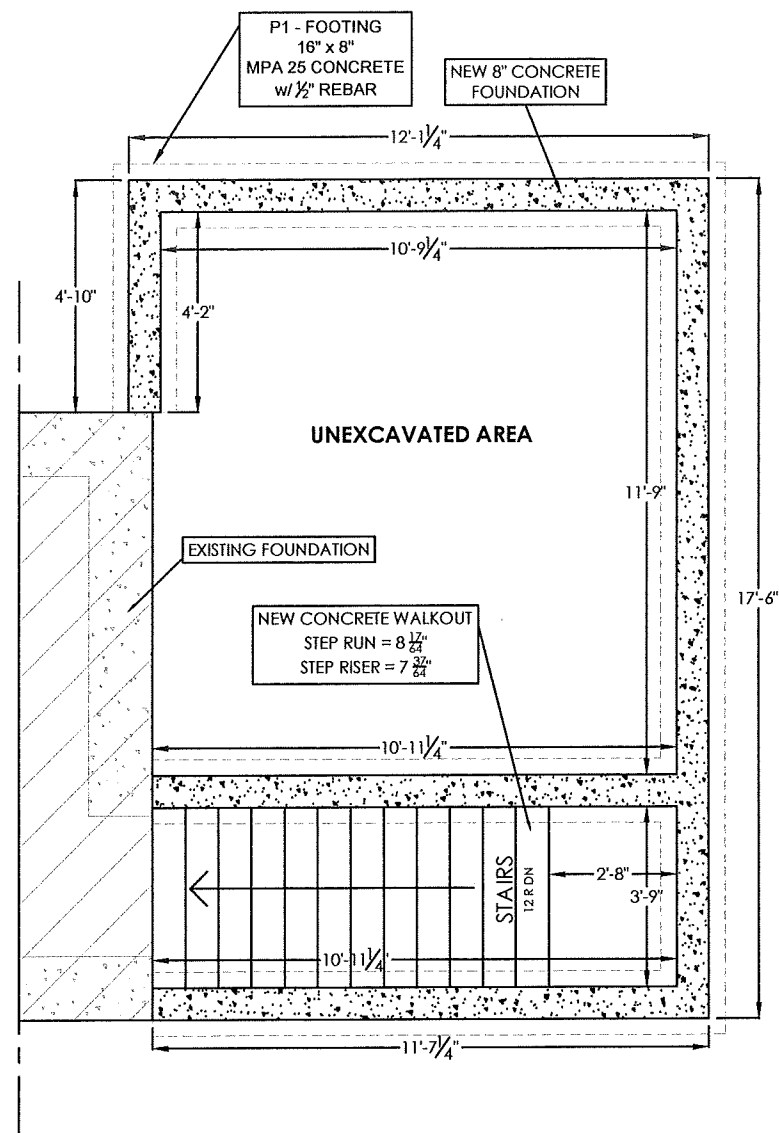 P1 - FOOTING
16" x 8"
MPA 25 CONCRETE
w/ ½" REBAR
NEW 8" CONCRETE
FOUNDATION
12'-1¼"
10'-9¼"
4'-10"
4'-2"
UNEXCAVATED AREA
11'-9"
EXISTING FOUNDATION
17'-6"
NEW CONCRETE WALKOUT
STEP RUN = 8 17/64"
STEP RISER = 7 37/64"
10'-11¼"
STAIRS
12 R DN
2'-8"
3'-9"
10'-11¼"
11'-7¼"